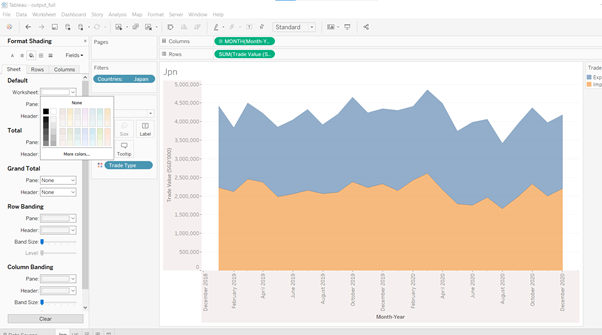 Tableau - output_full
File Data Worksheet Dashboard Story Analysis Map Format Server Window Help
Standard
Format Shading
Fields
Sheet Rows Columns
Default
Worksheet:
Pane:
Header:
None
More colors...
Total
Pane:
Header:
Grand Total
Pane: None
Header: None
Row Banding
Pane:
Header:
Band Size:
Level:
Column Banding
Pane:
Header:
Band Size:
Clear
Pages
Filters
Countries: Japan
Size
Label
Tooltip
Trade Type
Columns MONTH(Month-Y..
Rows SUM(Trade Value (S..
Jpn
Trade Value (SGD'000)
5,000,000
4,500,000
4,000,000
3,500,000
3,000,000
2,500,000
2,000,000
1,500,000
1,000,000
500,000
0
December 2018
February 2019
April 2019
June 2019
August 2019
October 2019
December 2019
February 2020
April 2020
June 2020
August 2020
October 2020
December 2020
Month-Year
Trade
Exp
Imp
Jpn